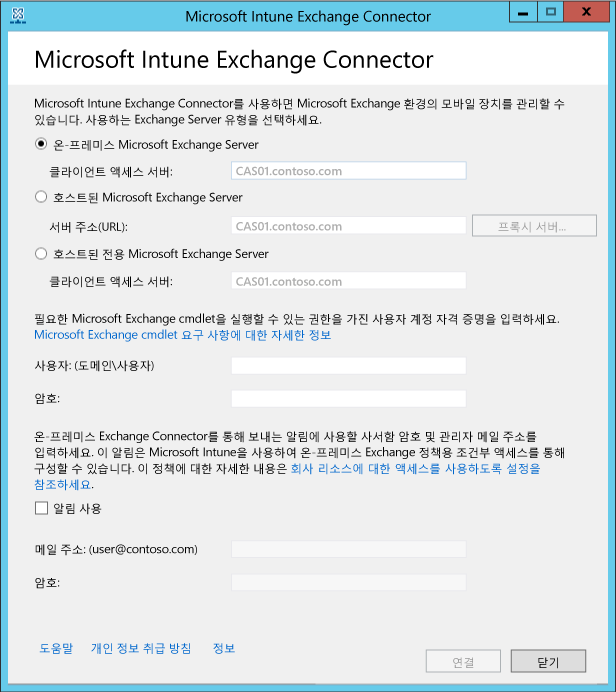 Microsoft Intune Exchange Connector
Microsoft Intune Exchange Connector
Microsoft Intune Exchange Connector를 사용하면 Microsoft Exchange 환경의 모바일 장치를 관리할 수
있습니다. 사용하는 Exchange Server 유형을 선택하세요.
온-프레미스 Microsoft Exchange Server
클라이언트 액세스 서버: CAS01.contoso.com
호스트된 Microsoft Exchange Server
서버 주소(URL): CAS01.contoso.com 프록시 서버...
호스트된 전용 Microsoft Exchange Server
클라이언트 액세스 서버: CAS01.contoso.com
필요한 Microsoft Exchange cmdlet을 실행할 수 있는 권한을 가진 사용자 계정 자격 증명을 입력하세요.
Microsoft Exchange cmdlet 요구 사항에 대한 자세한 정보
사용자: (도메인\사용자)
암호:
온-프레미스 Exchange Connector를 통해 보내는 알림에 사용할 사서함 암호 및 관리자 메일 주소를
입력하세요. 이 알림은 Microsoft Intune을 사용하여 온-프레미스 Exchange 정책용 조건부 액세스를 통해
구성할 수 있습니다. 이 정책에 대한 자세한 내용은 회사 리소스에 대한 액세스를 사용하도록 설정을
참조하세요.
알림 사용
메일 주소: (user@contoso.com)
암호:
도움말 개인 정보 취급 방침 정보
연결 닫기